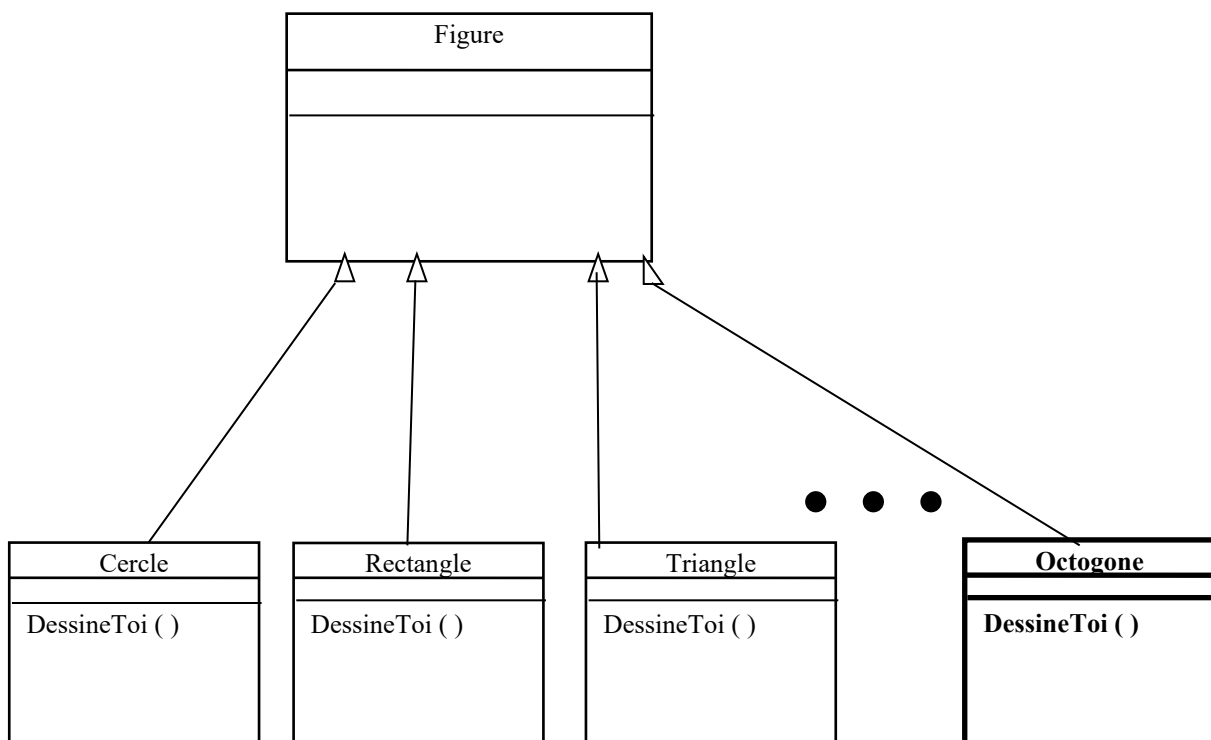 Figure
Cercle
DessineToi ( )
Rectangle
DessineToi ( )
Triangle
DessineToi ( )
Octogone
DessineToi ( )